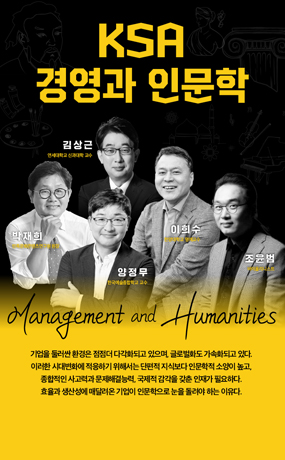 KSA
경영과 인문학
김상근
연세대학교 신과대학 교수
박재희
이희수
조윤범
양정무
한국예술종합학교 교수
Management and Humanities
기업을 둘러싼 환경은 점점더 다각화되고 있으며, 글로벌화도 가속화되고 있다.
이러한 시대변화에 적응하기 위해서는 단편적 지식보다 인문학적 소양이 높고,
종합적인 사고력과 문제해결능력, 국제적 감각을 갖춘 인재가 필요하다.
효율과 생산성에 매달려온 기업이 인문학으로 눈을 돌려야 하는 이유다.